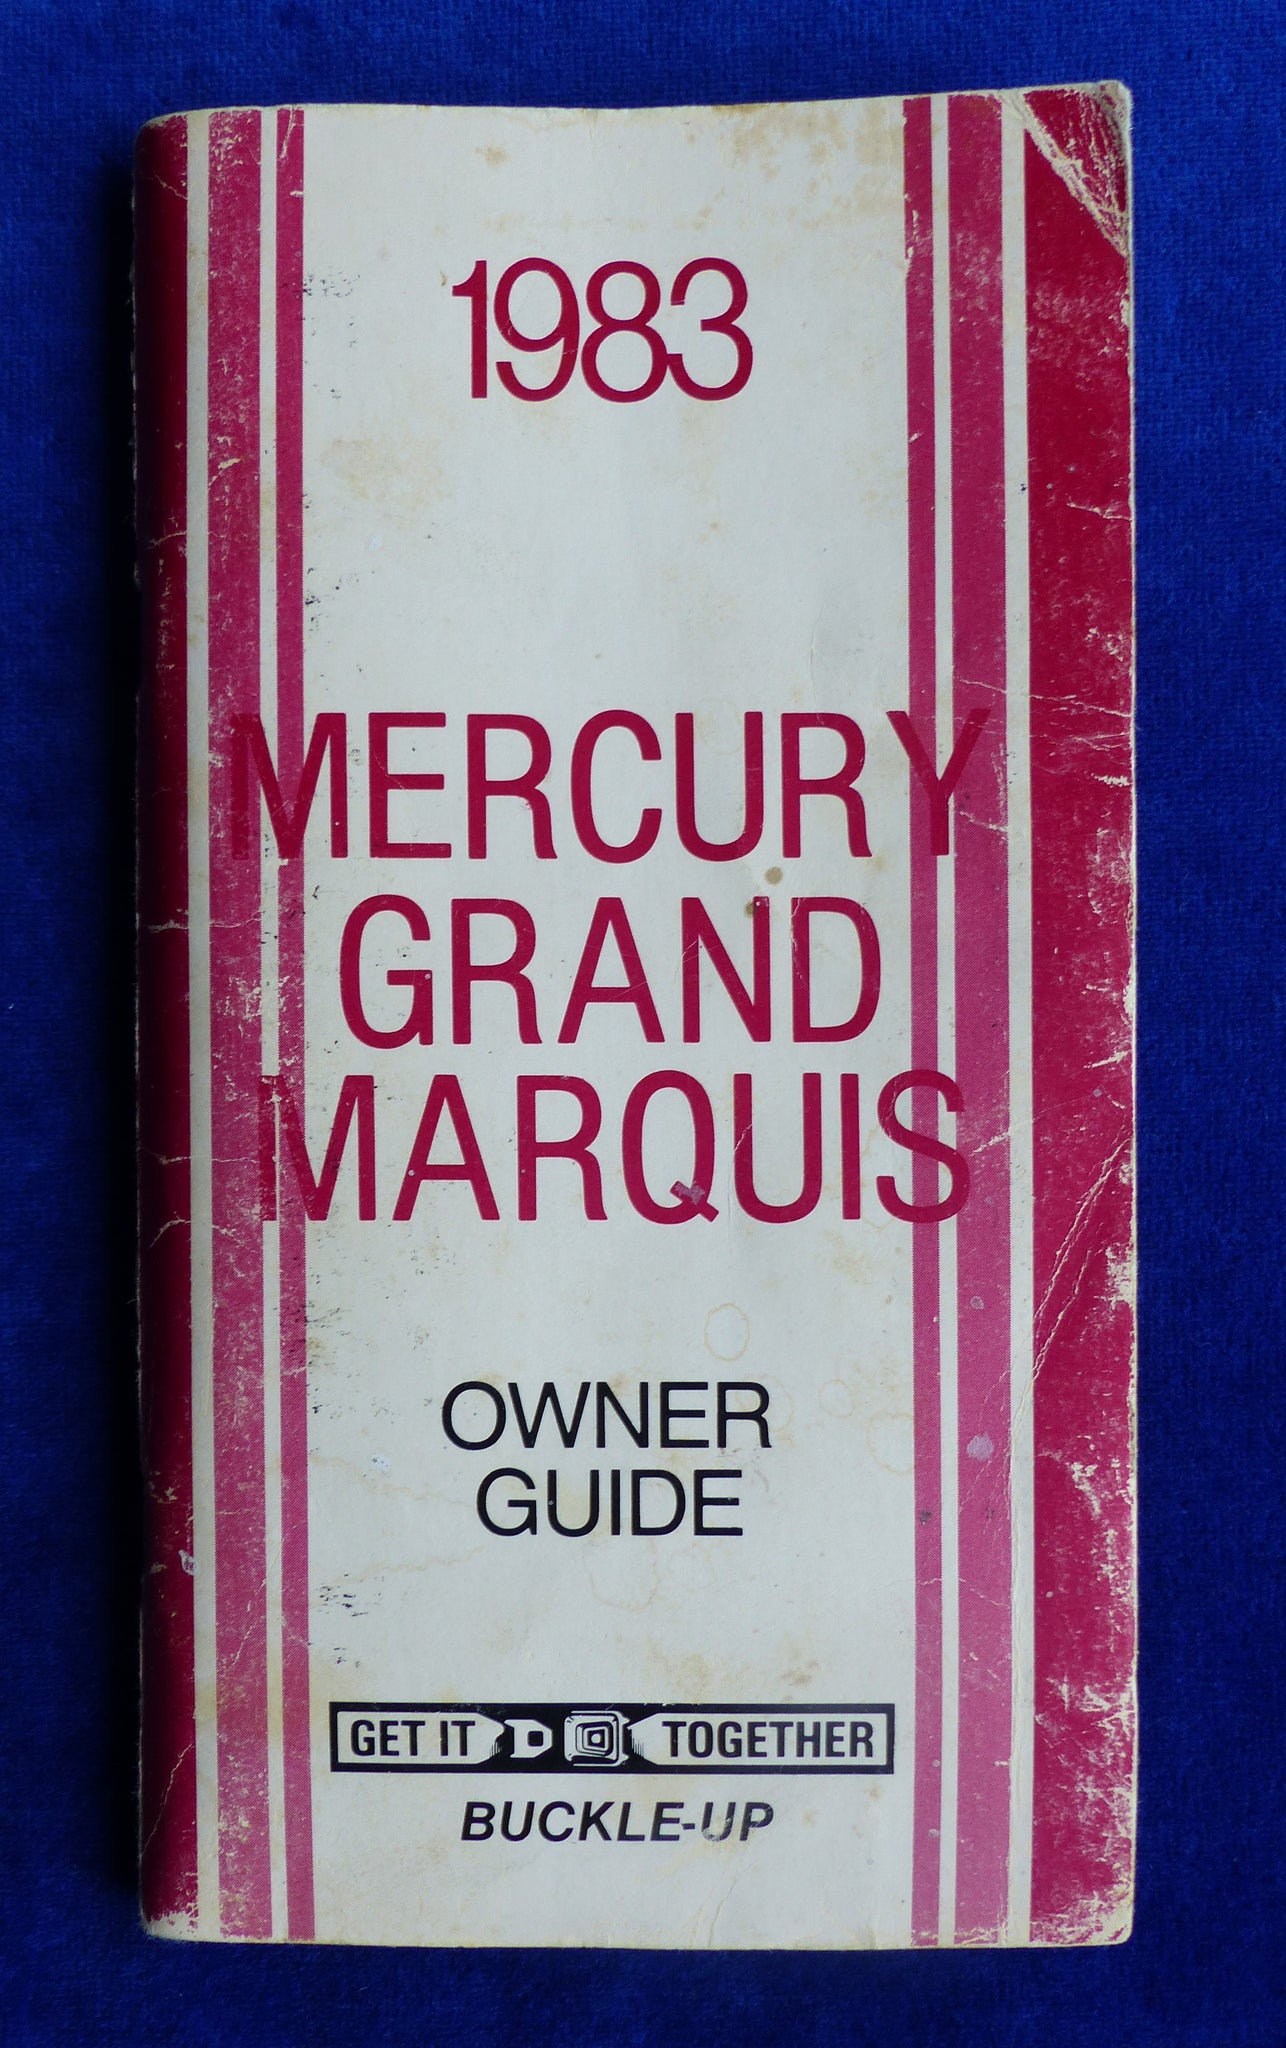 1983
MERCURY
GRAND
MARQUIS
OWNER
GUIDE
GET IT TOGETHER
BUCKLE-UP